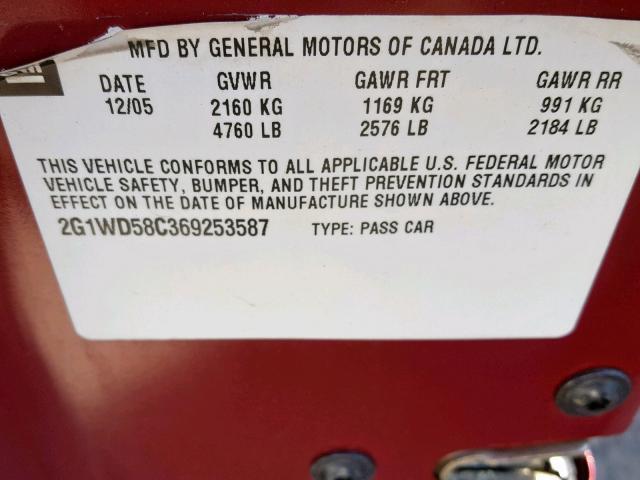 MFD BY GENERAL MOTORS OF CANADA LTD.
DATE GVWR GAWR FRT GAWR RR
12/05 2160 KG 1169 KG 991 KG
4760 LB 2576 LB 2184 LB
THIS VEHICLE CONFORMS TO ALL APPLICABLE U.S. FEDERAL MOTOR
VEHICLE SAFETY, BUMPER, AND THEFT PREVENTION STANDARDS IN
EFFECT ON THE DATE OF MANUFACTURE SHOWN ABOVE.
2G1WD58C369253587 TYPE: PASS CAR